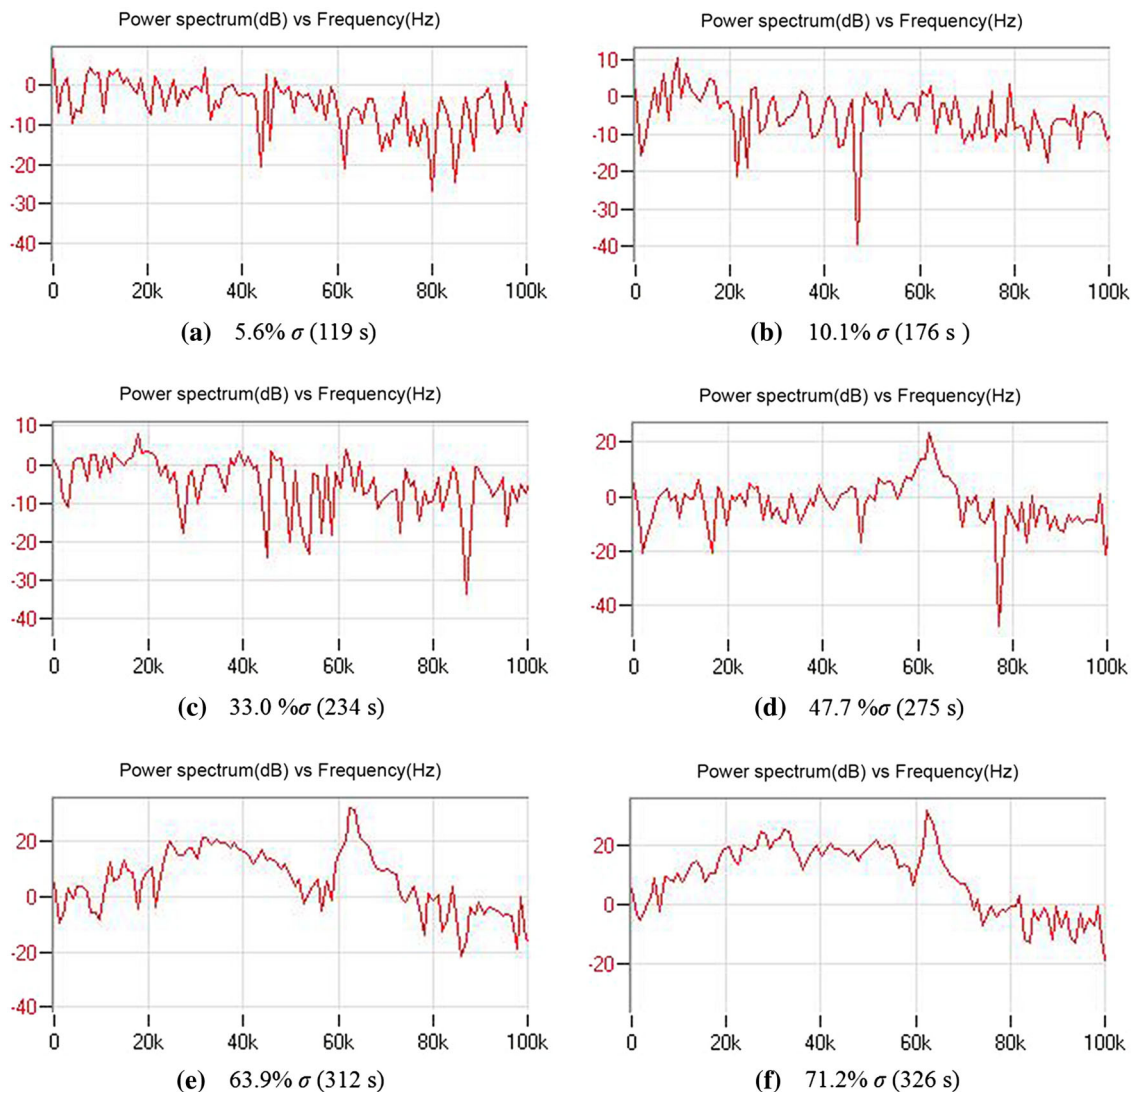 Power spectrum(dB) vs Frequency(Hz)
0
-10
-20
-30
-40
0 20k 40k 60k 80k 100k
(a) 5.6% σ (119 s)
Power spectrum(dB) vs Frequency(Hz)
10
0
-10
-20
-30
-40
0 20k 40k 60k 80k 100k
(b) 10.1% σ (176 s )
Power spectrum(dB) vs Frequency(Hz)
10
0
-10
-20
-30
-40
0 20k 40k 60k 80k 100k
(c) 33.0 %σ (234 s)
Power spectrum(dB) vs Frequency(Hz)
20
0
-20
-40
0 20k 40k 60k 80k 100k
(d) 47.7 %σ (275 s)
Power spectrum(dB) vs Frequency(Hz)
20
0
-20
-40
0 20k 40k 60k 80k 100k
(e) 63.9% σ (312 s)
Power spectrum(dB) vs Frequency(Hz)
20
0
-20
0 20k 40k 60k 80k 100k
(f) 71.2% σ (326 s)